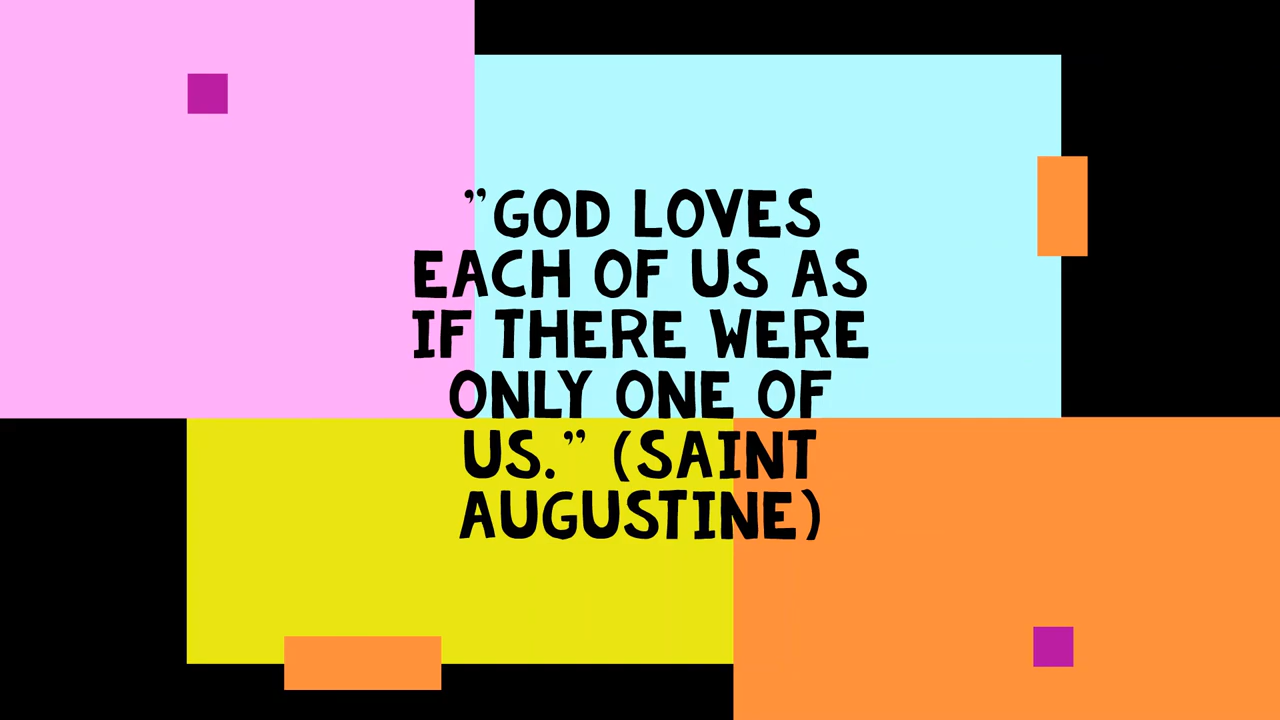 ”GOD LOVES
EACH OF US AS
IF THERE WERE
ONLY ONE OF
US.” (SAINT
AUGUSTINE)